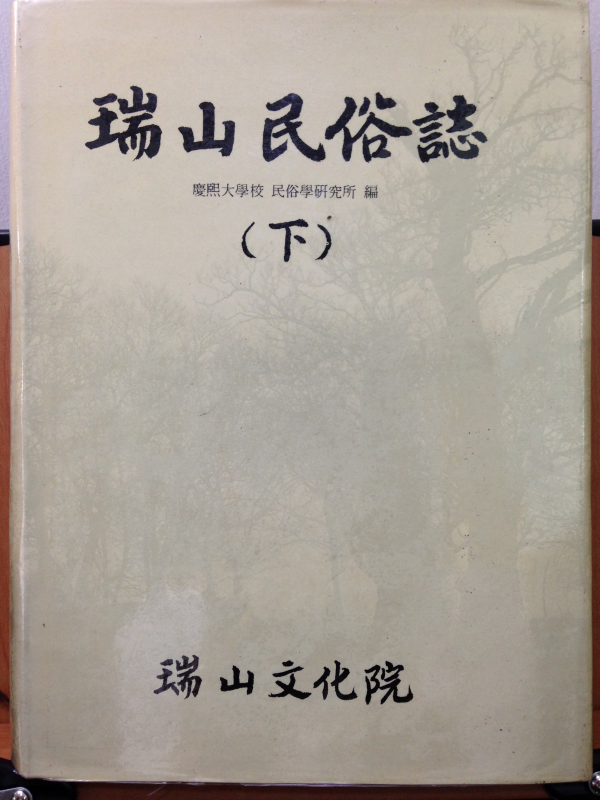 瑞山民俗誌
慶熙大學校 民俗學硏究所 編
(下)
瑞山文化院